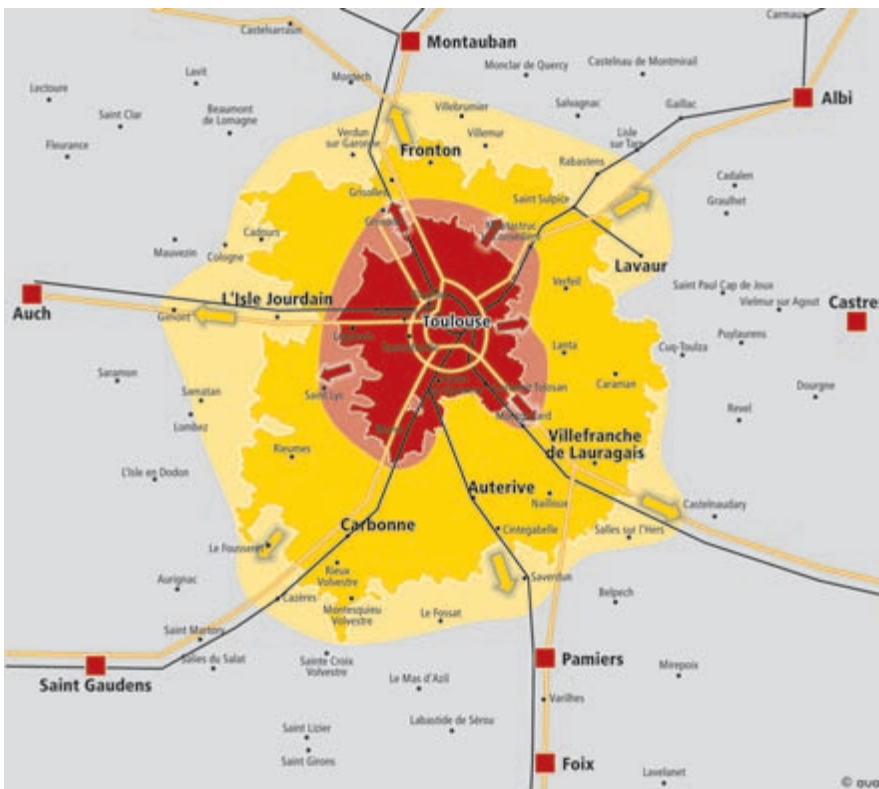 Castelsarrasin
Montauban
Carmaux
Monclar de Quercy
Castelnau de Montmirail
Lavit
Montech
Lectoure
Albi
Saint Clar
Beaumont
de Lomagne
Villebrumier
Salvagnac
Gaillac
Fleurance
Verdun
sur Garonne
Villemur
Lisle
sur Tarn
Fronton
Rabastens
Cadalen
Grisolles
Saint Sulpice
Graulhet
Cadours
Mauvezin
Cologne
Lavaur
Verfeil
Saint Paul Cap de Joux
L'Isle Jourdain
Vielmur sur Agout
Auch
Gimont
Toulouse
Castres
Puylaurens
Lanta
Cuq-Toulza
Saramon
Caraman
Dourgne
Samatan
Saint Lys
Revel
Lombez
Villefranche
de Lauragais
Rieumes
L'Isle en Dodon
Auterive
Nailloux
Castelnaudary
Carbonne
Cintegabelle
Salles sur l'Hers
Le Fousseret
Rieux
Volvestre
Aurignac
Saverdun
Belpech
Cazères
Montesquieu
Volvestre
Le Fossat
Saint Martory
Salies du Salat
Sainte Croix
Volvestre
Pamiers
Mirepoix
Saint Gaudens
Le Mas d'Azil
Varilhes
Labastide de Sérou
Saint Lizier
Saint Girons
Foix
Lavelanet